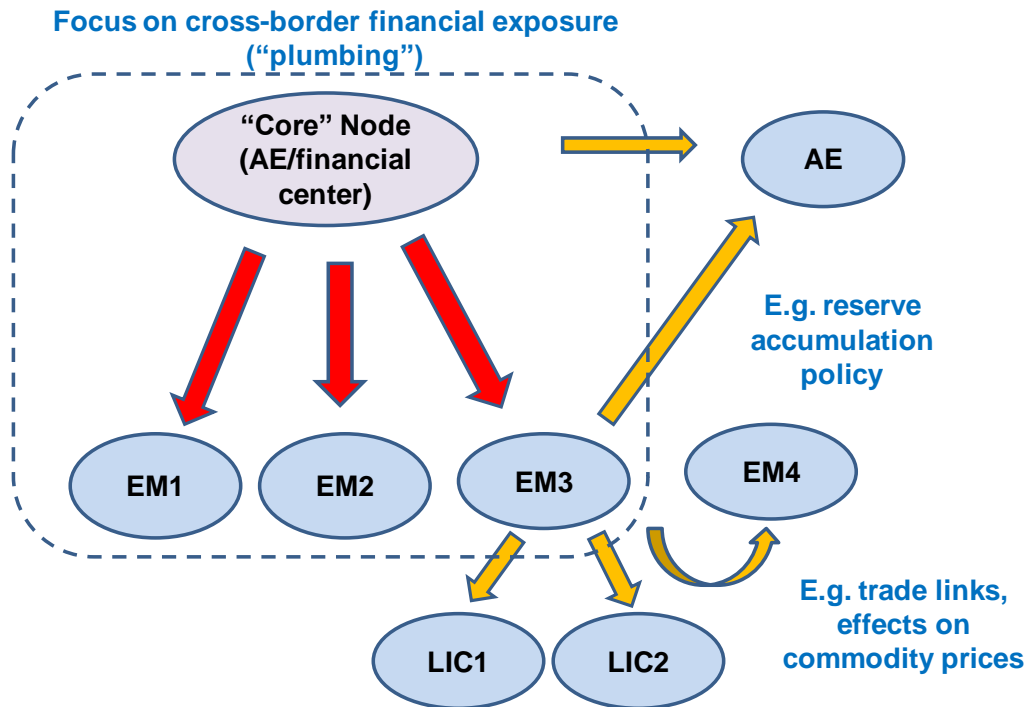 Focus on cross-border financial exposure
(“plumbing”)
“Core” Node
(AE/financial
center)
AE
E.g. reserve
accumulation
policy
EM1
EM2
EM3
EM4
E.g. trade links,
effects on
commodity prices
LIC1
LIC2